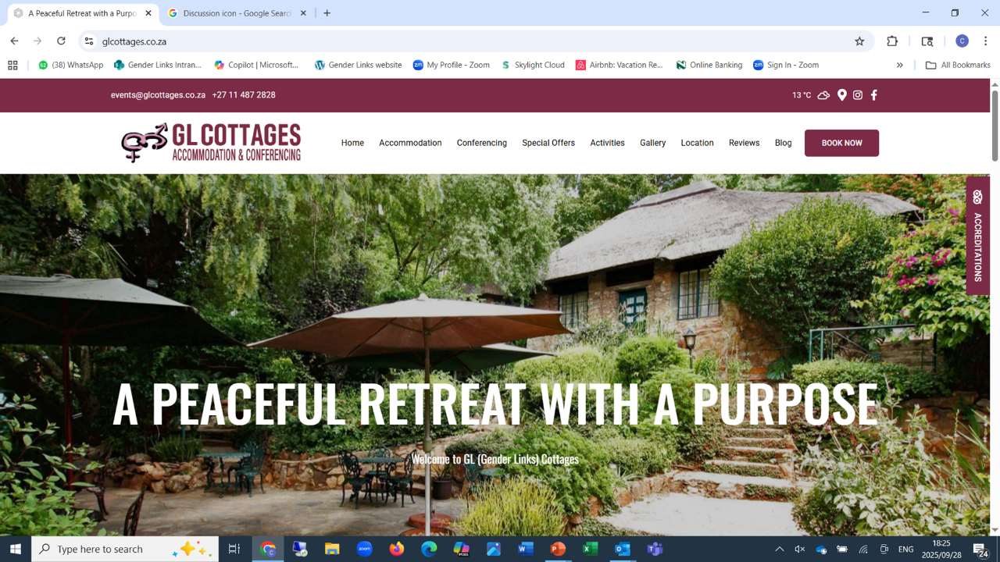 A Peaceful Retreat with a Purpo
Discussion icon - Google Searc
glcottages.co.za
(38) WhatsApp
Gender Links Intran...
Copilot | Microsoft...
Gender Links website
My Profile - Zoom
Skylight Cloud
Airbnb: Vacation Re...
Online Banking
Sign In - Zoom
All Bookmarks
events@glcottages.co.za +27 11 487 2828
13 °C
GL COTTAGES
ACCOMMODATION & CONFERENCING
Home Accommodation Conferencing Special Offers Activities Gallery Location Reviews Blog BOOK NOW
ACCREDITATIONS
A PEACEFUL RETREAT WITH A PURPOSE
Welcome to GL (Gender Links) Cottages
Type here to search
ENG
18:25
2025/09/28
24